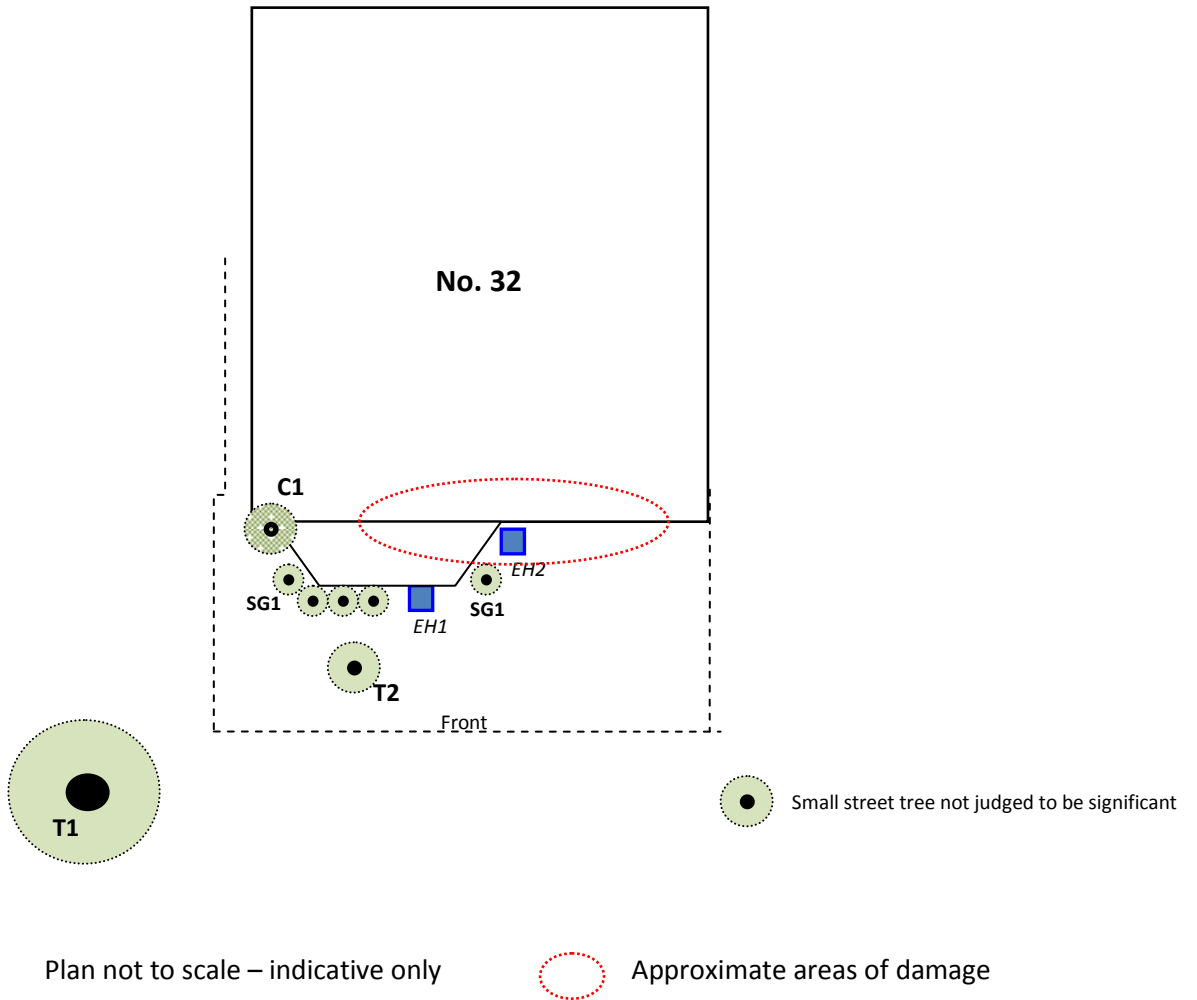 No. 32
C1
EH2
SG1
SG1
EH1
T2
Front
T1
Small street tree not judged to be significant
Plan not to scale – indicative only
Approximate areas of damage